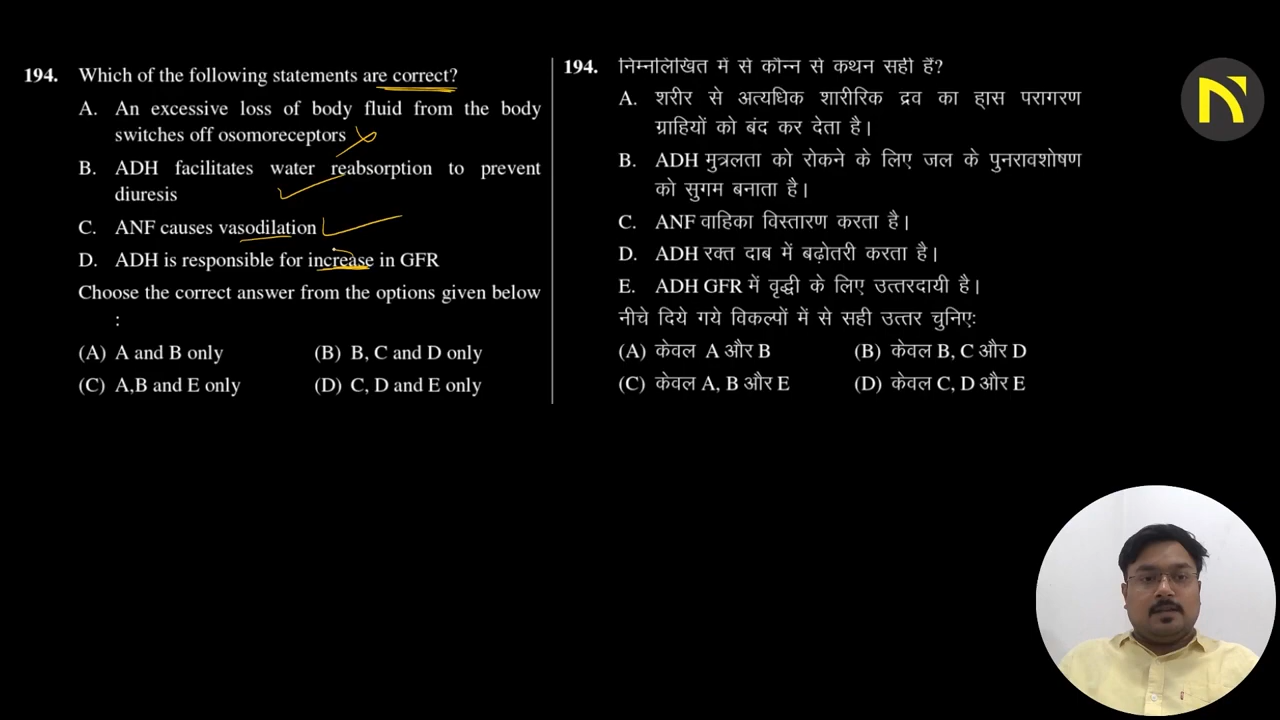 194. Which of the following statements are correct?
A. An excessive loss of body fluid from the body
switches off osomoreceptors
B. ADH facilitates water reabsorption to prevent
diuresis
C. ANF causes vasodilation
D. ADH is responsible for increase in GFR
Choose the correct answer from the options given below
:
(A) A and B only (B) B, C and D only
(C) A,B and E only (D) C, D and E only
194. निम्नलिखित में से कौन्न से कथन सही हैं?
A. शरीर से अत्यधिक शारीरिक द्रव का ह्रास परागरण
ग्राहियों को बंद कर देता है।
B. ADH मुत्रलता को रोकने के लिए जल के पुनरावशोषण
को सुगम बनाता है।
C. ANF वाहिका विस्तारण करता है।
D. ADH रक्त दाब में बढ़ोतरी करता है।
E. ADH GFR में वृद्धी के लिए उत्तरदायी है।
नीचे दिये गये विकल्पों में से सही उत्तर चुनिएः
(A) केवल A और B (B) केवल B, C और D
(C) केवल A, B और E (D) केवल C, D और E